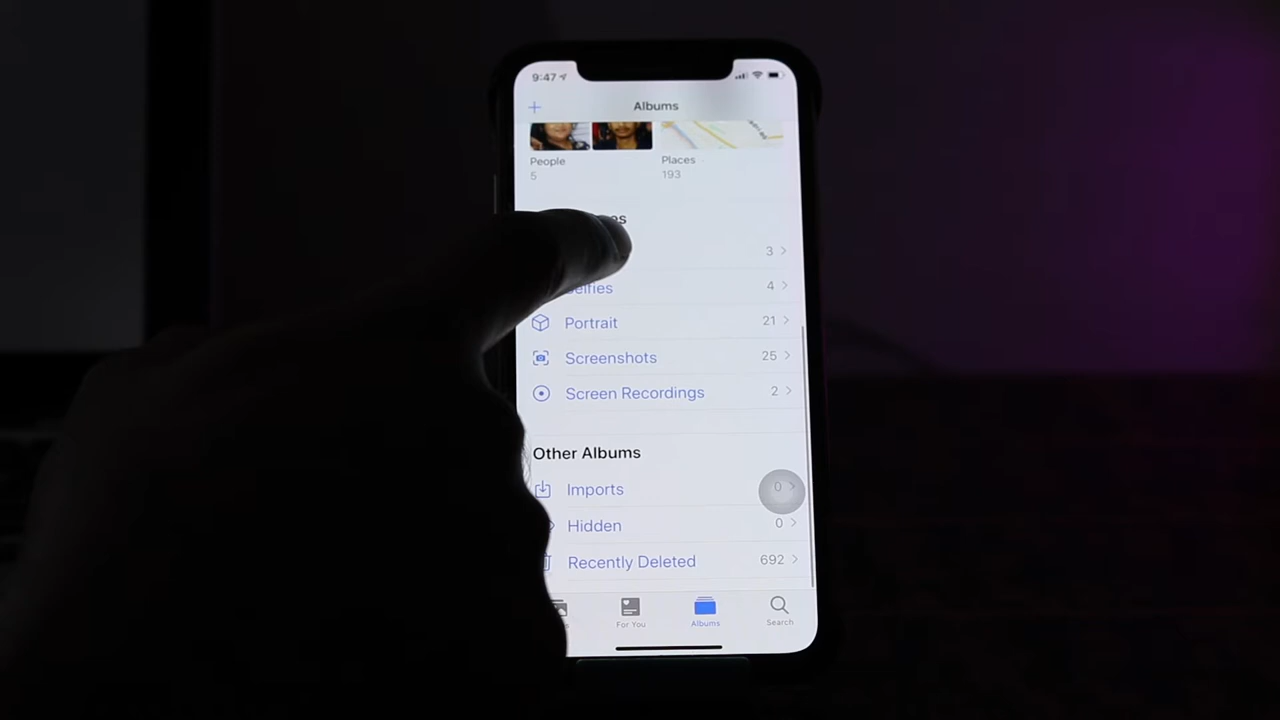 9:47
Albums
People Places
5 193
3
4
Portrait 21
Screenshots 25
Screen Recordings 2
Other Albums
Imports 0
Hidden 0
Recently Deleted 692
For You Albums Search